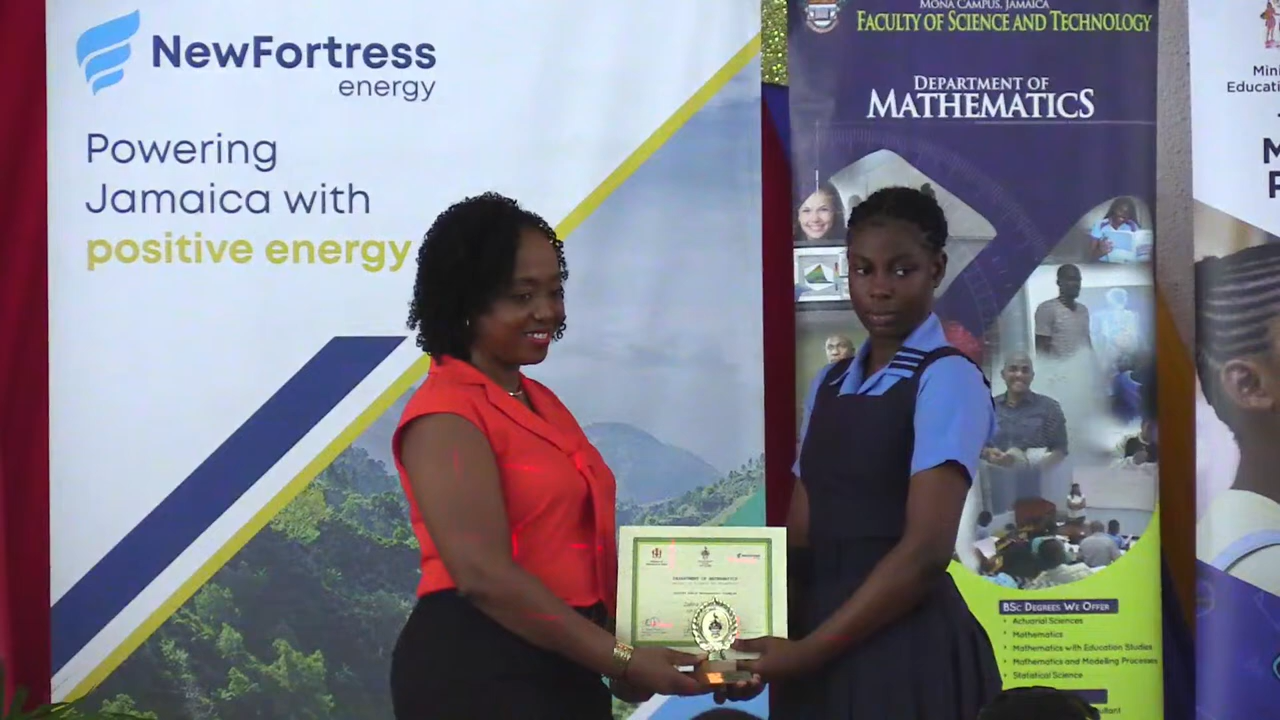 NewFortress
energy
Powering
Jamaica with
positive energy
MONA CAMPUS, JAMAICA
FACULTY OF SCIENCE AND TECHNOLOGY
DEPARTMENT OF
MATHEMATICS
BSC DEGREES WE OFFER
Actuarial Sciences
Mathematics
Mathematics with Education Studies
Mathematics and Modelling Processes
Statistical Science
DEPARTMENT OF MATHEMATICS